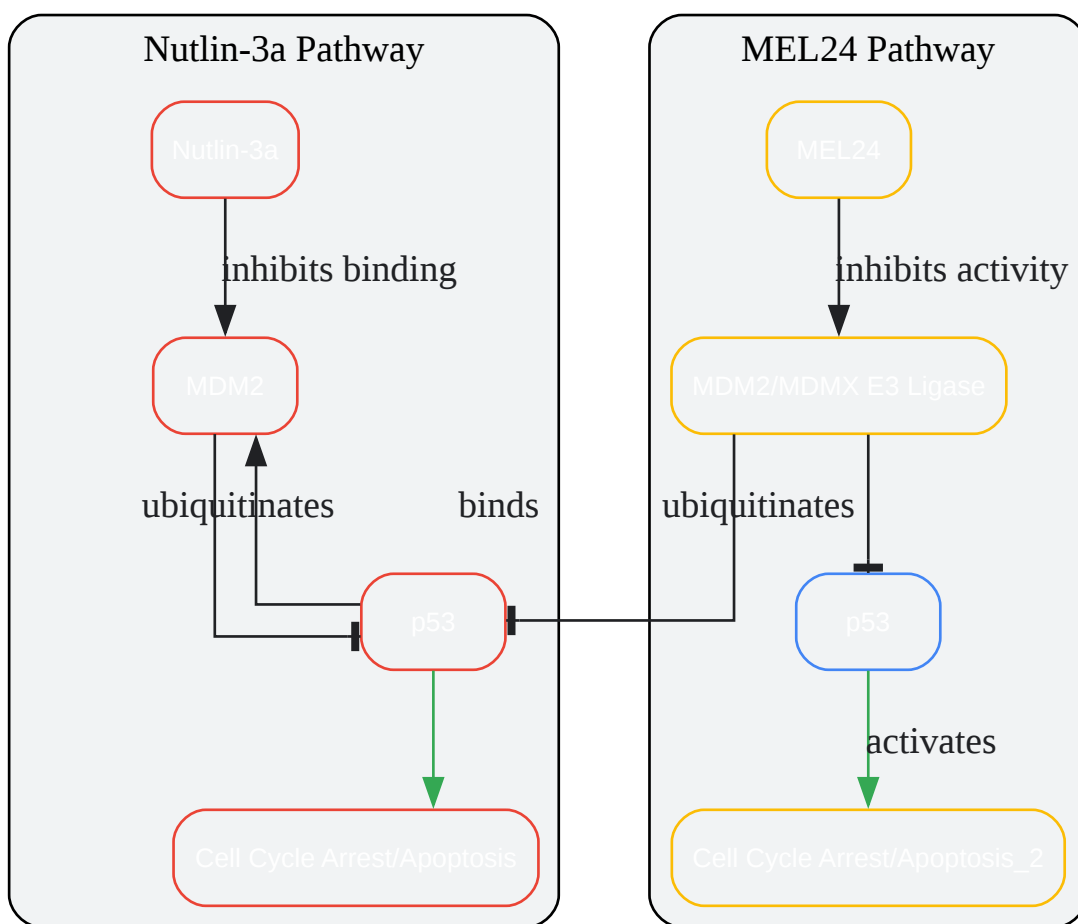 Nutlin-3a Pathway
Nutlin-3a
inhibits binding
MDM2
ubiquitinates
binds
p53
Cell Cycle Arrest/Apoptosis
MEL24 Pathway
MEL24
inhibits activity
MDM2/MDMX E3 Ligase
ubiquitinates
p53
activates
Cell Cycle Arrest/Apoptosis_2